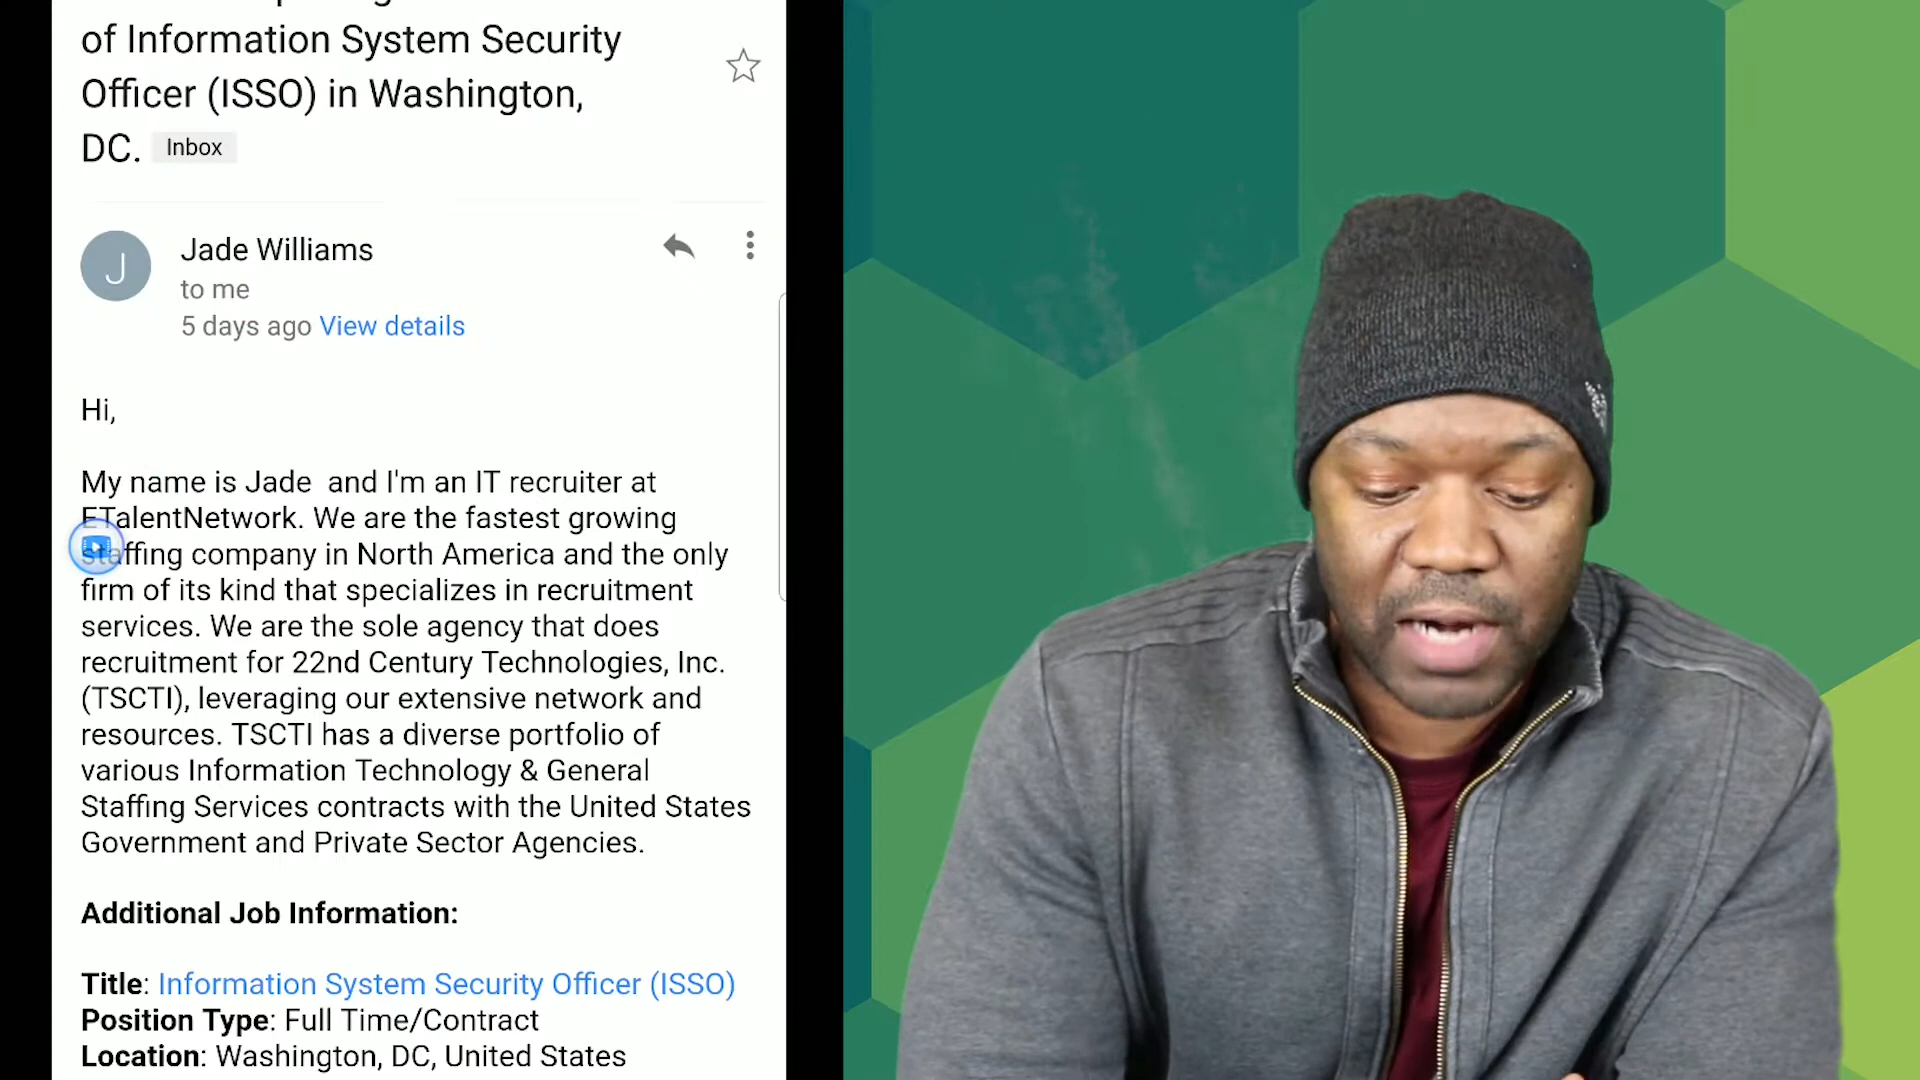 of Information System Security
Officer (ISSO) in Washington,
DC. Inbox
J
Jade Williams
to me
5 days ago View details
Hi,
My name is Jade  and I'm an IT recruiter at
ETalentNetwork. We are the fastest growing
staffing company in North America and the only
firm of its kind that specializes in recruitment
services. We are the sole agency that does
recruitment for 22nd Century Technologies, Inc.
(TSCTI), leveraging our extensive network and
resources. TSCTI has a diverse portfolio of
various Information Technology & General
Staffing Services contracts with the United States
Government and Private Sector Agencies.
Additional Job Information:
Title: Information System Security Officer (ISSO)
Position Type: Full Time/Contract
Location: Washington, DC, United States